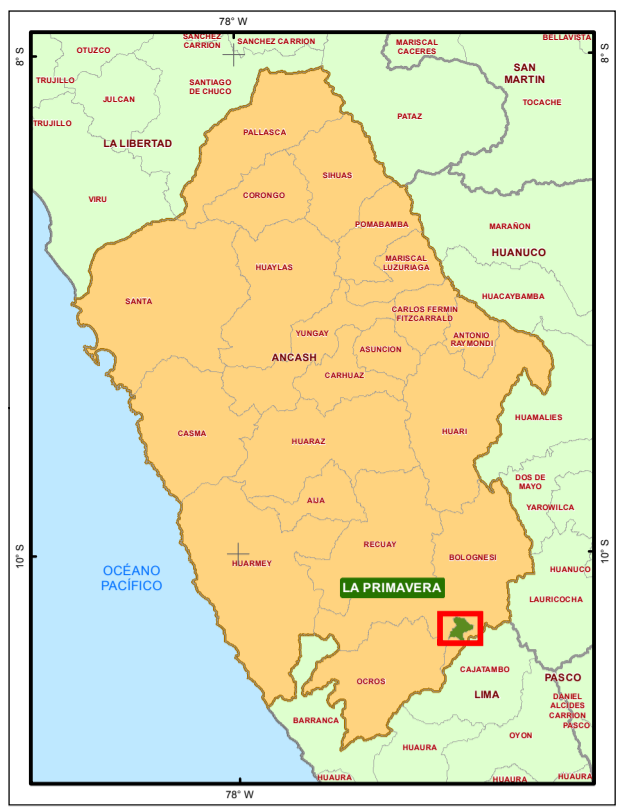 78° W
SANCHEZ
CARRION
SANCHEZ CARRION
MARISCAL
CACERES
BELLAVISTA
8° S
8° S
OTUZCO
SAN
MARTIN
TRUJILLO
SANTIAGO
DE CHUCO
JULCAN
TOCACHE
PATAZ
TRUJILLO
PALLASCA
LA LIBERTAD
SIHUAS
CORONGO
VIRU
POMABAMBA
MARAÑON
HUANUCO
MARISCAL
LUZURIAGA
HUAYLAS
SANTA
HUACAYBAMBA
CARLOS FERMIN
FITZCARRALD
YUNGAY
ANTONIO
RAYMONDI
ASUNCION
ANCASH
CARHUAZ
HUAMALIES
CASMA
HUARI
HUARAZ
DOS DE
MAYO
AIJA
YAROWILCA
RECUAY
10° S
10° S
BOLOGNESI
HUARMEY
OCÉANO
PACÍFICO
HUANUCO
LA PRIMAVERA
LAURICOCHA
CAJATAMBO
PASCO
OCROS
LIMA
DANIEL
ALCIDES
CARRION
PASCO
BARRANCA
OYON
HUAURA
HUAURA
HUAURA
HUAURA
78° W